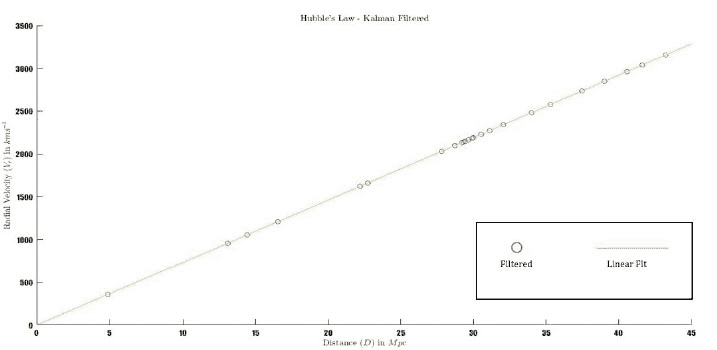 Hubble's Law - Kalman Filtered
3500
3000
2500
2000
1500
1000
500
0
Radial Velocity (Vr) in kms⁻¹
0 5 10 15 20 25 30 35 40 45
Distance (D) in Mpc
Filtered Linear Fit